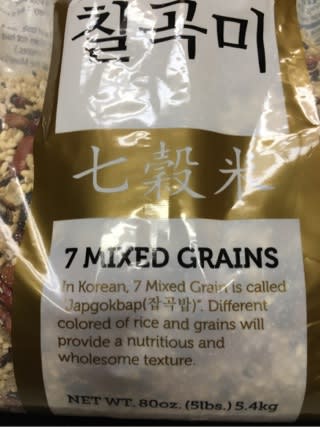 칠곡미
七穀米
7 MIXED GRAINS
In Korean, 7 Mixed Grain is called
"Japgokbap(잡곡밥)". Different
colored of rice and grains will
provide a nutritious and
wholesome texture.
NET WT. 80oz. (5lbs.) 5.4kg